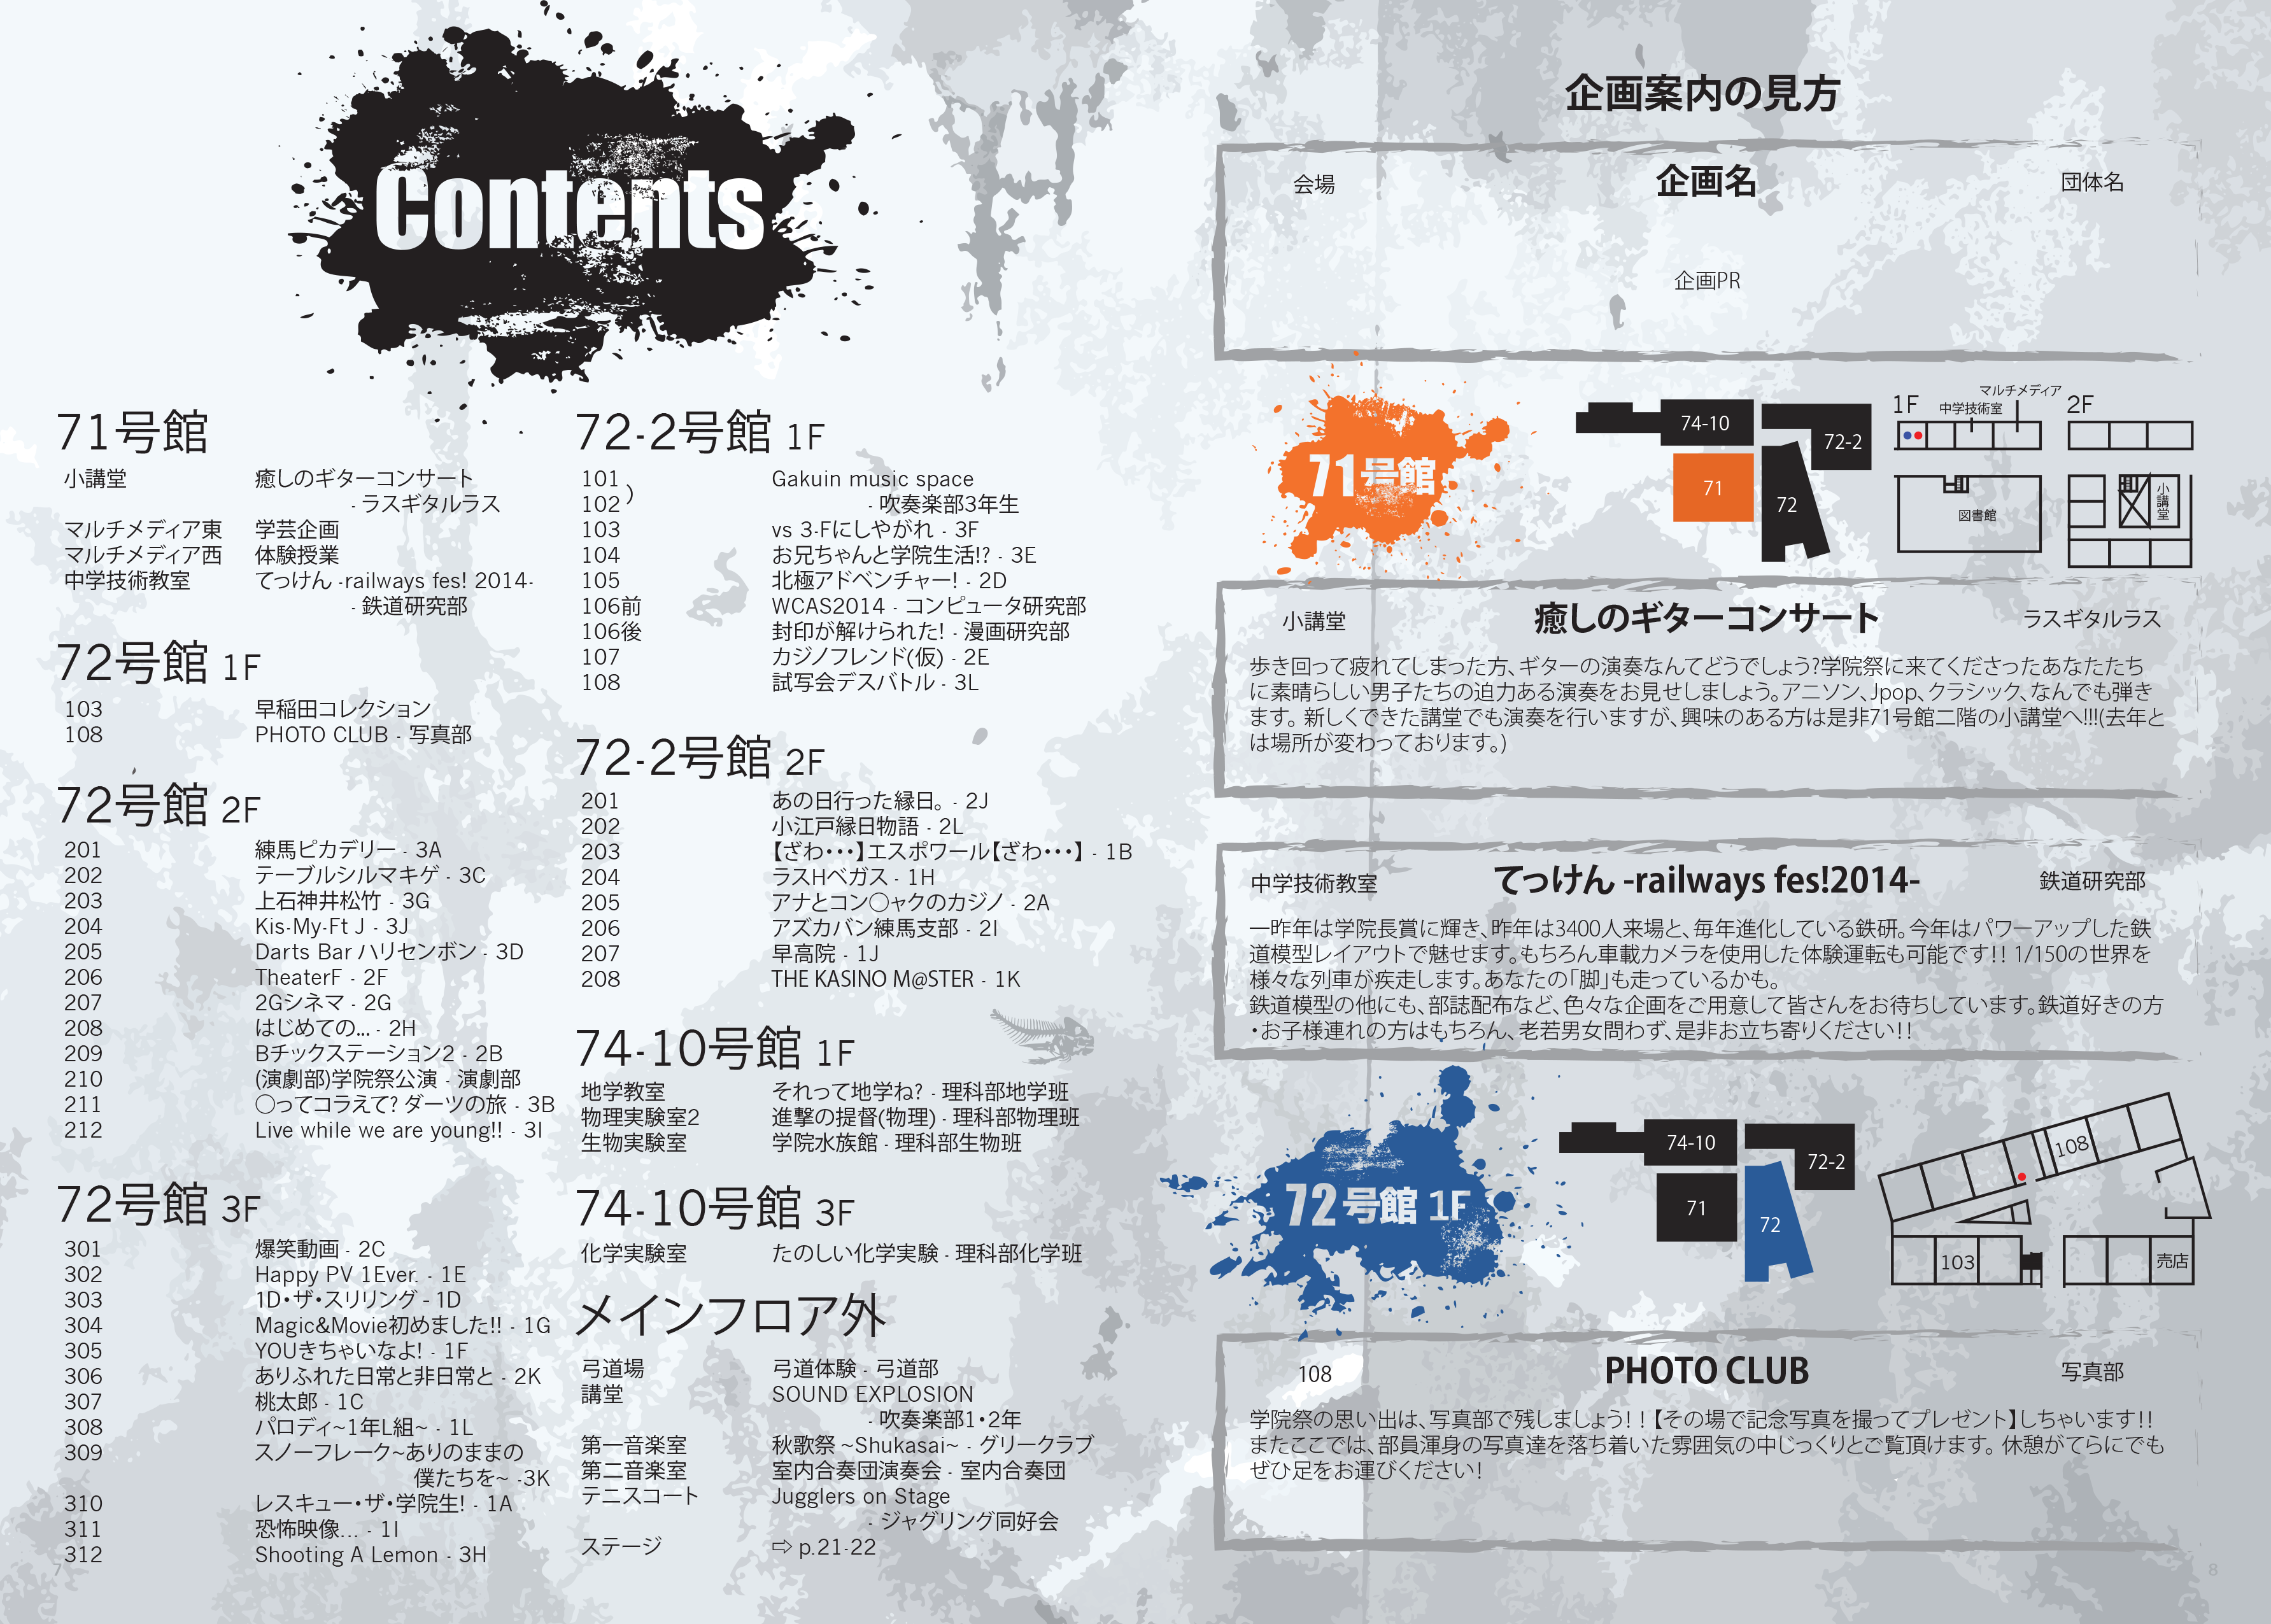 Contents
71号館
小講堂 癒しのギターコンサート
- ラスギタルラス
マルチメディア東 学芸企画
マルチメディア西 体験授業
中学技術教室 てっけん -railways fes! 2014-
- 鉄道研究部
72号館 1F
103 早稲田コレクション
108 PHOTO CLUB - 写真部
72号館 2F
201 練馬ピカデリー - 3A
202 テーブルシルマキゲ - 3C
203 上石神井松竹 - 3G
204 Kis-My-Ft J - 3J
205 Darts Bar ハリセンボン - 3D
206 TheaterF - 2F
207 2Gシネマ - 2G
208 はじめての... - 2H
209 Bチックステーション2 - 2B
210 (演劇部)学院祭公演 - 演劇部
211 ○ってコラえて? ダーツの旅 - 3B
212 Live while we are young!! - 3I
72号館 3F
301 爆笑動画 - 2C
302 Happy PV 1Ever. - 1E
303 1D・ザ・スリリング - 1D
304 Magic&Movie初めました!! - 1G
305 YOUきちゃいなよ! - 1F
306 ありふれた日常と非日常と - 2K
307 桃太郎 - 1C
308 パロディ~1年L組~ - 1L
309 スノーフレーク~ありのままの
僕たちを~ -3K
310 レスキュー・ザ・学院生! - 1A
311 恐怖映像... - 1I
312 Shooting A Lemon - 3H
7
72-2号館 1F
101 Gakuin music space
102 ) - 吹奏楽部3年生
103 vs 3-Fにしやがれ - 3F
104 お兄ちゃんと学院生活!? - 3E
105 北極アドベンチャー! - 2D
106前 WCAS2014 - コンピュータ研究部
106後 封印が解けられた! - 漫画研究部
107 カジノフレンド(仮) - 2E
108 試写会デスバトル - 3L
72-2号館 2F
201 あの日行った縁日。 - 2J
202 小江戸縁日物語 - 2L
203 【ざわ・・・】エスポワール【ざわ・・・】 - 1B
204 ラスHベガス - 1H
205 アナとコン○ャクのカジノ - 2A
206 アズカバン練馬支部 - 2I
207 早高院 - 1J
208 THE KASINO M@STER - 1K
74-10号館 1F
地学教室 それって地学ね? - 理科部地学班
物理実験室2 進撃の提督(物理) - 理科部物理班
生物実験室 学院水族館 - 理科部生物班
74-10号館 3F
化学実験室 たのしい化学実験 - 理科部化学班
メインフロア外
弓道場 弓道体験 - 弓道部
講堂 SOUND EXPLOSION
- 吹奏楽部1・2年
第一音楽室 秋歌祭 ~Shukasai~ - グリークラブ
第二音楽室 室内合奏団演奏会 - 室内合奏団
テニスコート Jugglers on Stage
- ジャグリング同好会
ステージ ⇨ p.21-22
企画案内の見方
会場 企画名 団体名
企画PR
71号館
74-10
72-2
71
72
1F 中学技術室 マルチメディア 2F
図書館
小講堂
小講堂 癒しのギターコンサート ラスギタルラス
歩き回って疲れてしまった方、ギターの演奏なんてどうでしょう?学院祭に来てくださったあなたたち
に素晴らしい男子たちの迫力ある演奏をお見せしましょう。アニソン、Jpop、クラシック、なんでも弾き
ます。新しくできた講堂でも演奏を行いますが、興味のある方は是非71号館二階の小講堂へ!!!(去年と
は場所が変わっております。)
中学技術教室 てっけん -railways fes!2014- 鉄道研究部
一昨年は学院長賞に輝き、昨年は3400人来場と、毎年進化している鉄研。今年はパワーアップした鉄
道模型レイアウトで魅せます。もちろん車載カメラを使用した体験運転も可能です!! 1/150の世界を
様々な列車が疾走します。あなたの「脚」も走っているかも。
鉄道模型の他にも、部誌配布など、色々な企画をご用意して皆さんをお待ちしています。鉄道好きの方
・お子様連れの方はもちろん、老若男女問わず、是非お立ち寄りください!!
72号館 1F
74-10
72-2
71
72
108
103
売店
108 PHOTO CLUB 写真部
学院祭の思い出は、写真部で残しましょう!!【その場で記念写真を撮ってプレゼント】しちゃいます!!
またここでは、部員渾身の写真達を落ち着いた雰囲気の中じっくりとご覧頂けます。休憩がてらにでも
ぜひ足をお運びください!
8